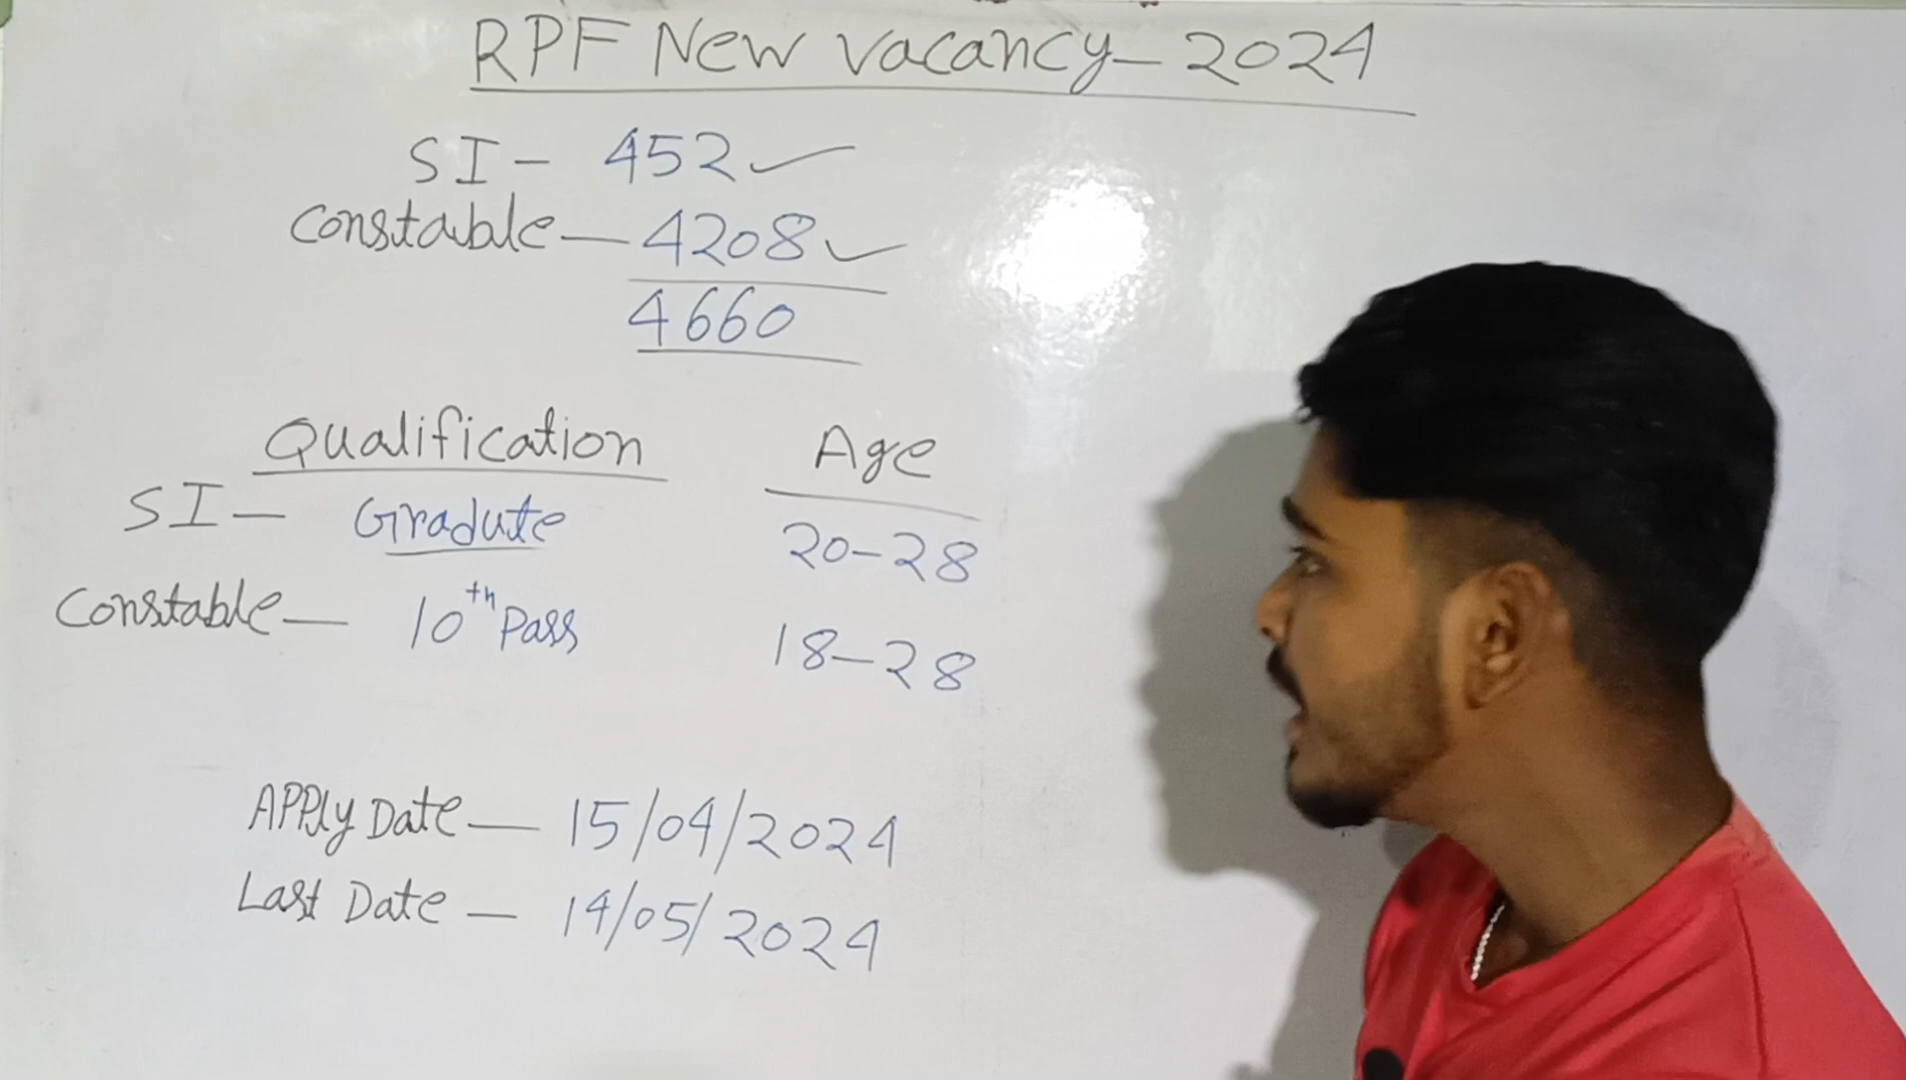 RPF New vacancy-2024
SI- 452
Constable-4208
4660
Qualification Age
SI- Gradute 20-28
Constable- 10th Pass 18-28
APPly Date- 15/04/2024
Last Date- 14/05/2024